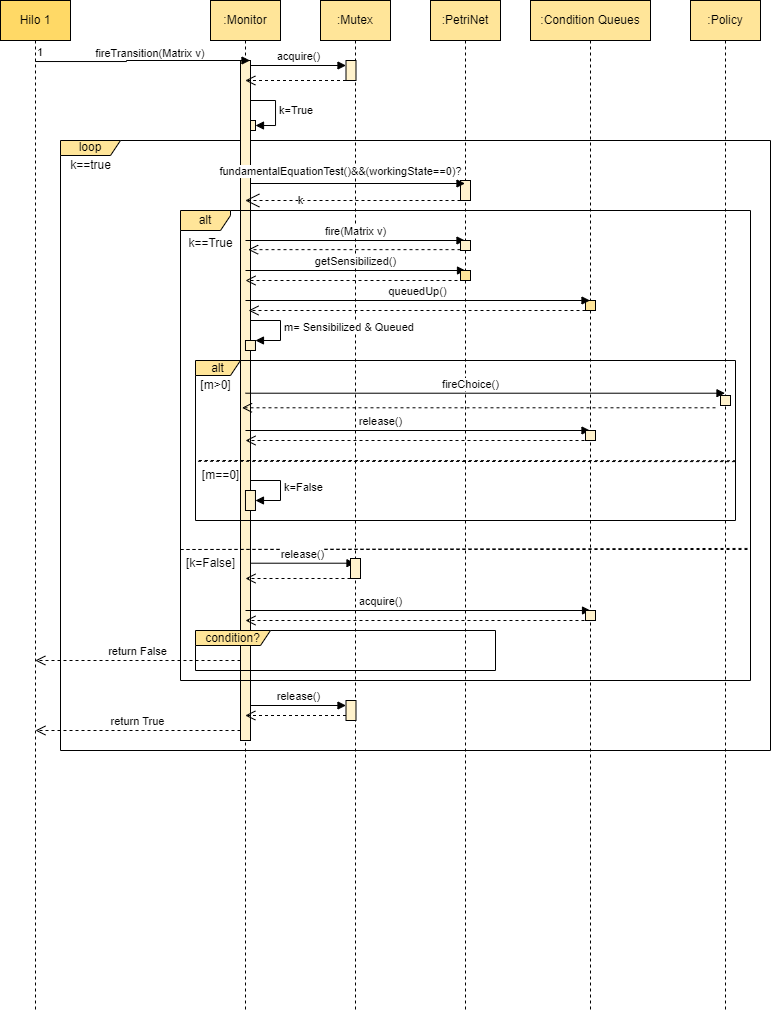 Hilo 1
:Monitor
:Mutex
:PetriNet
:Condition Queues
:Policy
1
fireTransition(Matrix v)
acquire()
k=True
loop
k==true
fundamentalEquationTest()&&(workingState==0)?
k
alt
k==True
fire(Matrix v)
getSensibilized()
queuedUp()
m= Sensibilized & Queued
alt
[m>0]
fireChoice()
release()
[m==0]
k=False
[k=False]
release()
acquire()
condition?
return False
release()
return True